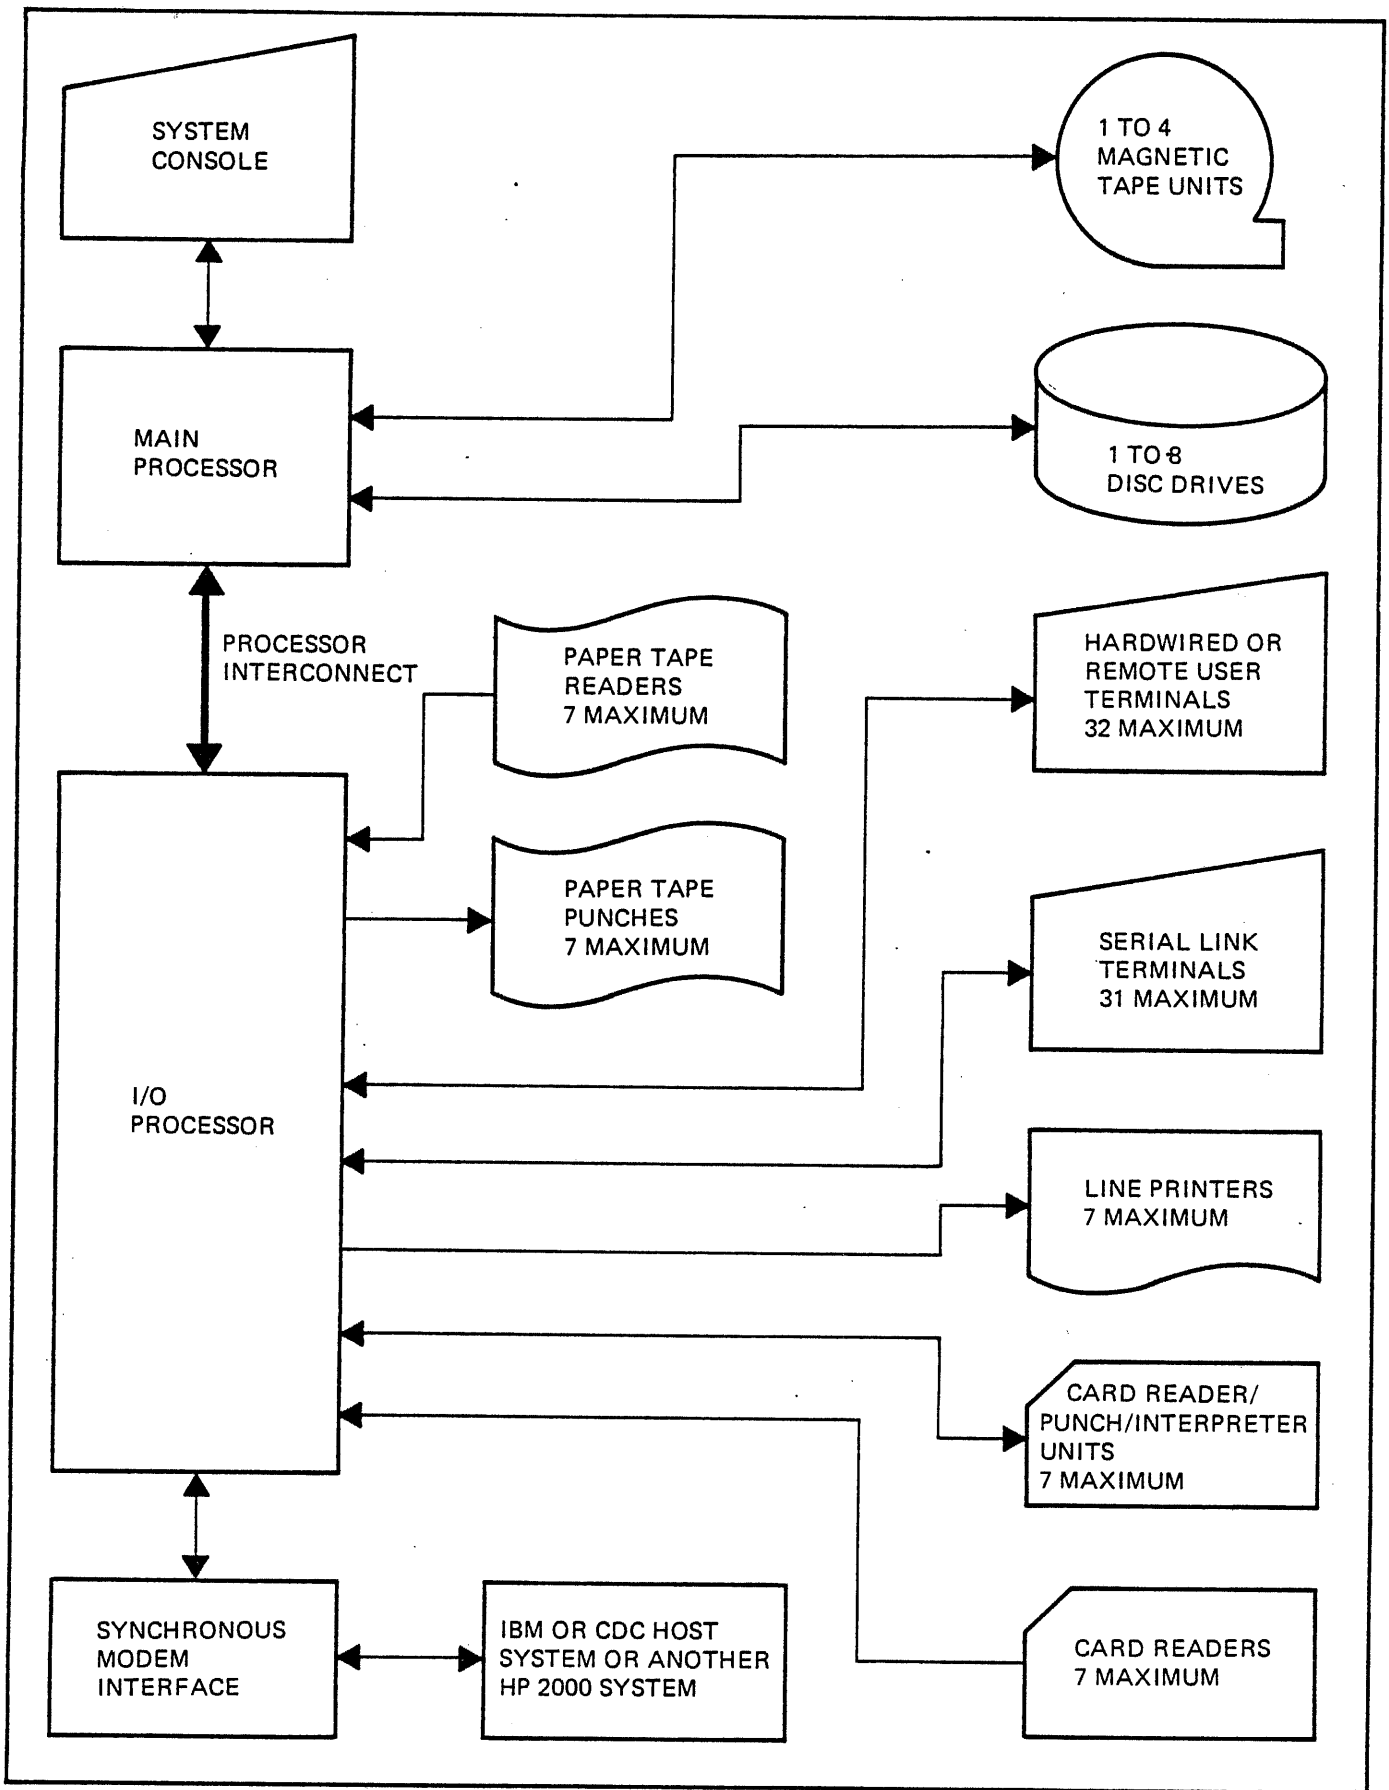 SYSTEM
CONSOLE
1 TO 4
MAGNETIC
TAPE UNITS
MAIN
PROCESSOR
1 TO 8
DISC DRIVES
PROCESSOR
INTERCONNECT
PAPER TAPE
READERS
7 MAXIMUM
HARDWIRED OR
REMOTE USER
TERMINALS
32 MAXIMUM
PAPER TAPE
PUNCHES
7 MAXIMUM
SERIAL LINK
TERMINALS
31 MAXIMUM
I/O
PROCESSOR
LINE PRINTERS
7 MAXIMUM
CARD READER/
PUNCH/INTERPRETER
UNITS
7 MAXIMUM
SYNCHRONOUS
MODEM
INTERFACE
IBM OR CDC HOST
SYSTEM OR ANOTHER
HP 2000 SYSTEM
CARD READERS
7 MAXIMUM